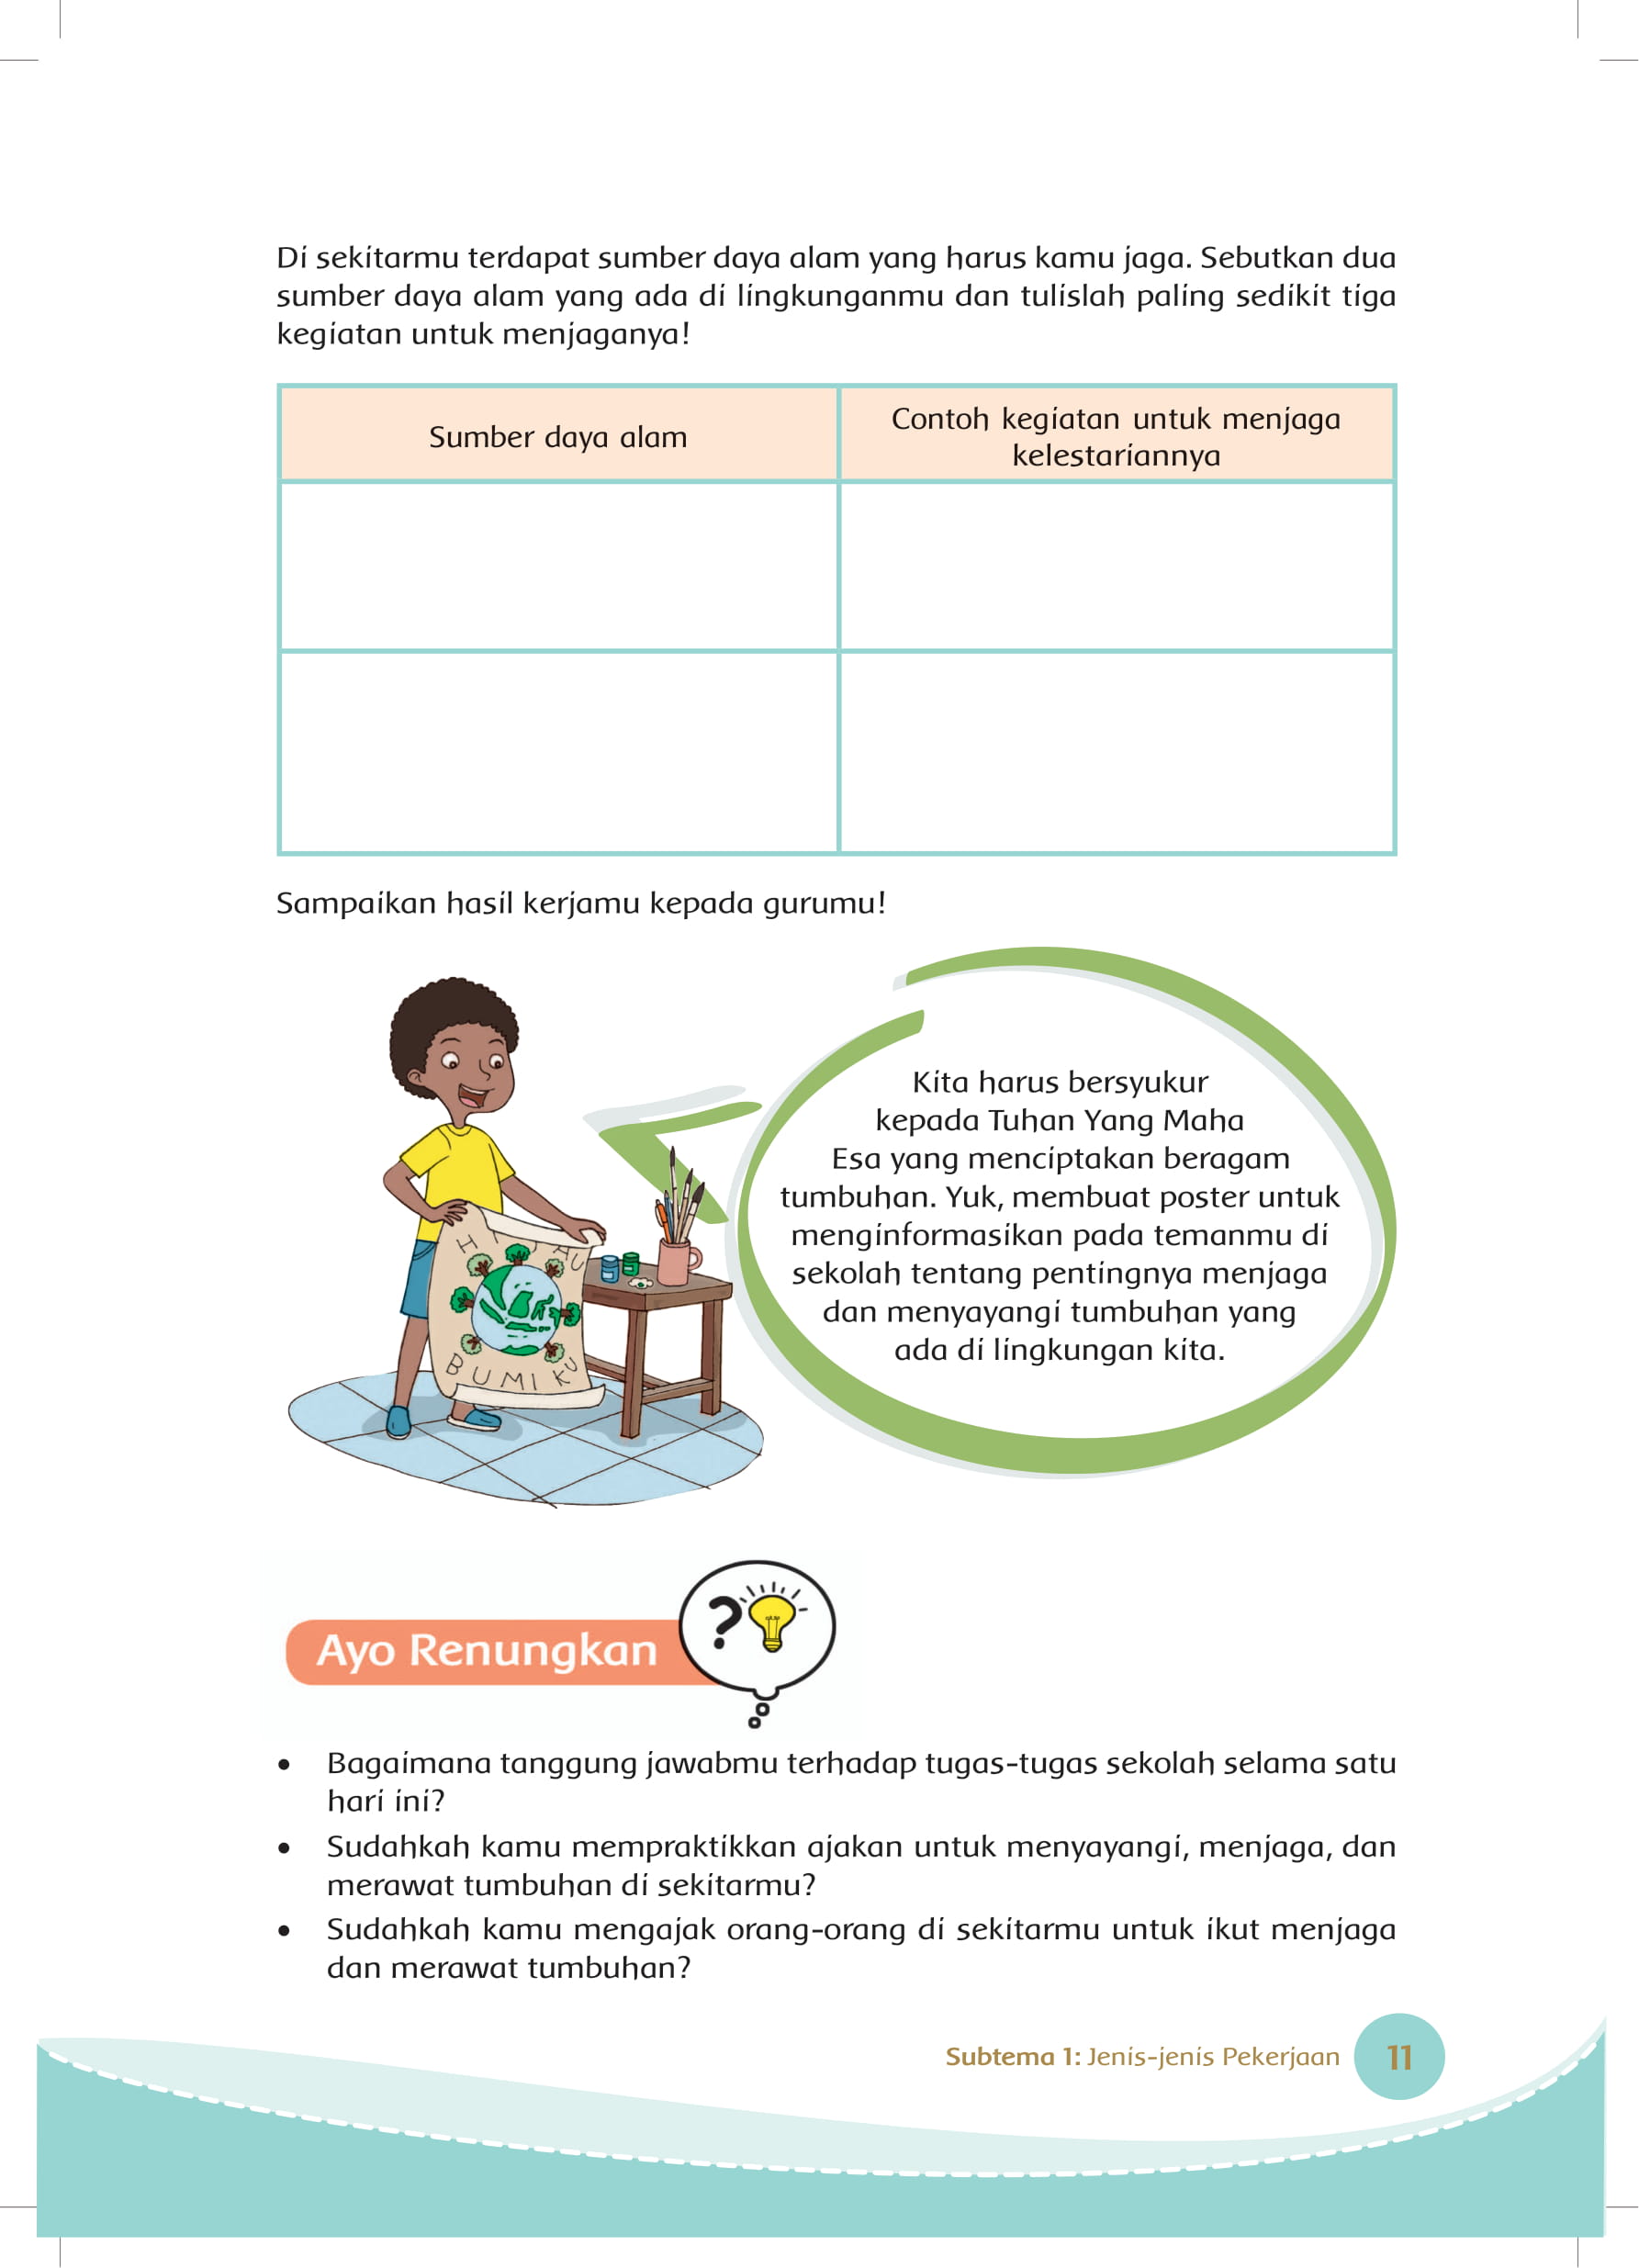 Di sekitarmu terdapat sumber daya alam yang harus kamu jaga. Sebutkan dua
sumber daya alam yang ada di lingkunganmu dan tulislah paling sedikit tiga
kegiatan untuk menjaganya!
Sumber daya alam
Contoh kegiatan untuk menjaga
kelestariannya
Sampaikan hasil kerjamu kepada gurumu!
Kita harus bersyukur
kepada Tuhan Yang Maha
Esa yang menciptakan beragam
tumbuhan. Yuk, membuat poster untuk
menginformasikan pada temanmu di
sekolah tentang pentingnya menjaga
dan menyayangi tumbuhan yang
ada di lingkungan kita.
HIJAU
BUMIKU
?
Ayo Renungkan
• Bagaimana tanggung jawabmu terhadap tugas-tugas sekolah selama satu
hari ini?
• Sudahkah kamu mempraktikkan ajakan untuk menyayangi, menjaga, dan
merawat tumbuhan di sekitarmu?
• Sudahkah kamu mengajak orang-orang di sekitarmu untuk ikut menjaga
dan merawat tumbuhan?
Subtema 1: Jenis-jenis Pekerjaan 11